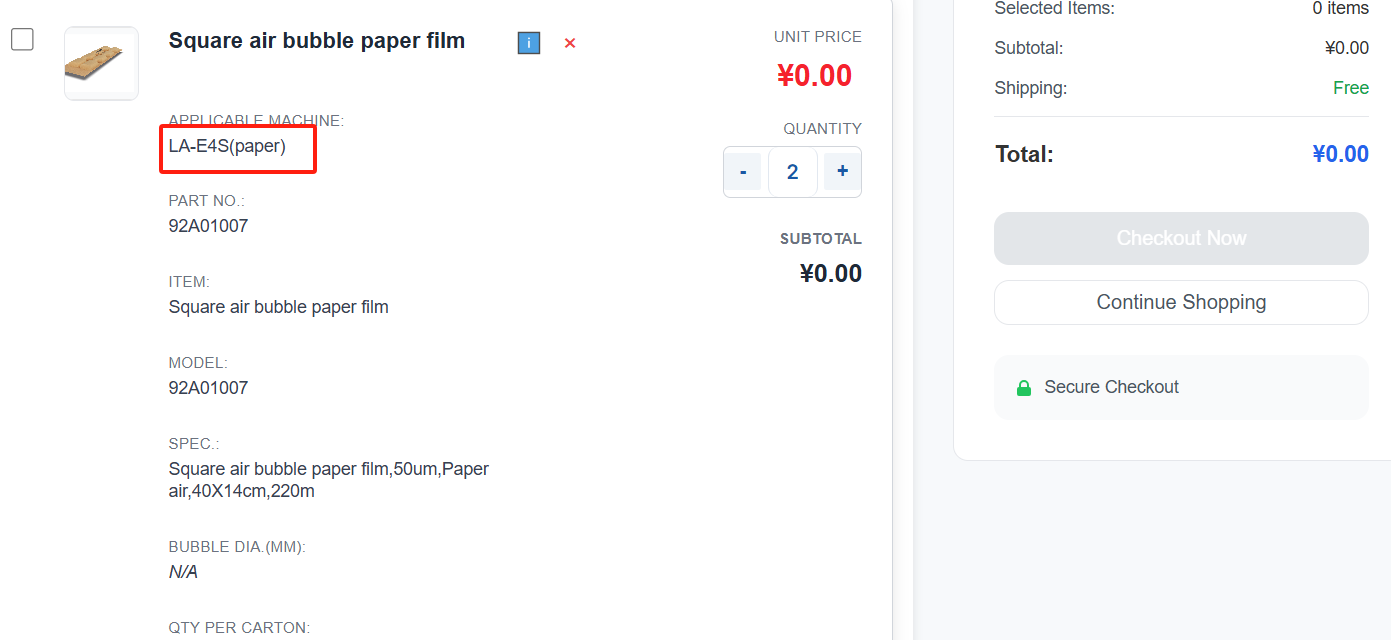 Square air bubble paper film
i
×
UNIT PRICE
¥0.00
APPLICABLE MACHINE:
LA-E4S(paper)
QUANTITY
- 2 +
PART NO.:
92A01007
SUBTOTAL
¥0.00
ITEM:
Square air bubble paper film
MODEL:
92A01007
SPEC.:
Square air bubble paper film,50um,Paper
air,40X14cm,220m
BUBBLE DIA.(MM):
N/A
QTY PER CARTON:
Selected Items: 0 items
Subtotal: ¥0.00
Shipping: Free
Total: ¥0.00
Checkout Now
Continue Shopping
Secure Checkout